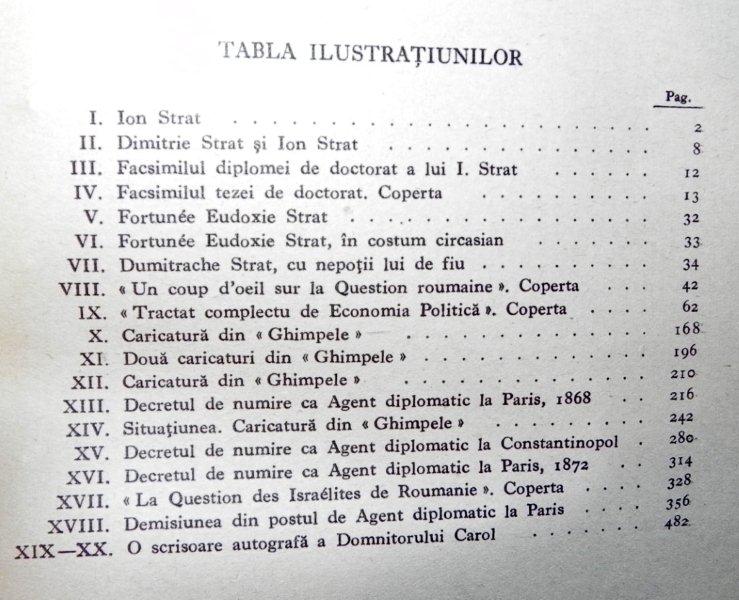 TABLA ILUSTRAȚIUNILOR
Pag.
I. Ion Strat . . . . . . . . . . . . . . . . . . . . 2
II. Dimitrie Strat și Ion Strat . . . . . . . . . . . . . 8
III. Facsimilul diplomei de doctorat a lui I. Strat . . . . . 12
IV. Facsimilul tezei de doctorat. Coperta . . . . . . . . 13
V. Fortunée Eudoxie Strat . . . . . . . . . . . . . . 32
VI. Fortunée Eudoxie Strat, în costum circasian . . . . . . 33
VII. Dumitrache Strat, cu nepoții lui de fiu . . . . . . . . 34
VIII. « Un coup d'oeil sur la Question roumaine ». Coperta . . . 42
IX. « Tractat complectu de Economia Politică ». Coperta . . . 62
X. Caricatură din « Ghimpele » . . . . . . . . . . . 168
XI. Două caricaturi din « Ghimpele » . . . . . . . . . . 196
XII. Caricatură din « Ghimpele » . . . . . . . . . . . 210
XIII. Decretul de numire ca Agent diplomatic la Paris, 1868 . . 216
XIV. Situațiunea. Caricatură din « Ghimpele » . . . . . . . 242
XV. Decretul de numire ca Agent diplomatic la Constantinopol . 280
XVI. Decretul de numire ca Agent diplomatic la Paris, 1872 . . 314
XVII. « La Question des Israélites de Roumanie ». Coperta . . . 328
XVIII. Demisiunea din postul de Agent diplomatic la Paris . . . . 356
XIX—XX. O scrisoare autografă a Domnitorului Carol . . . . . . 482